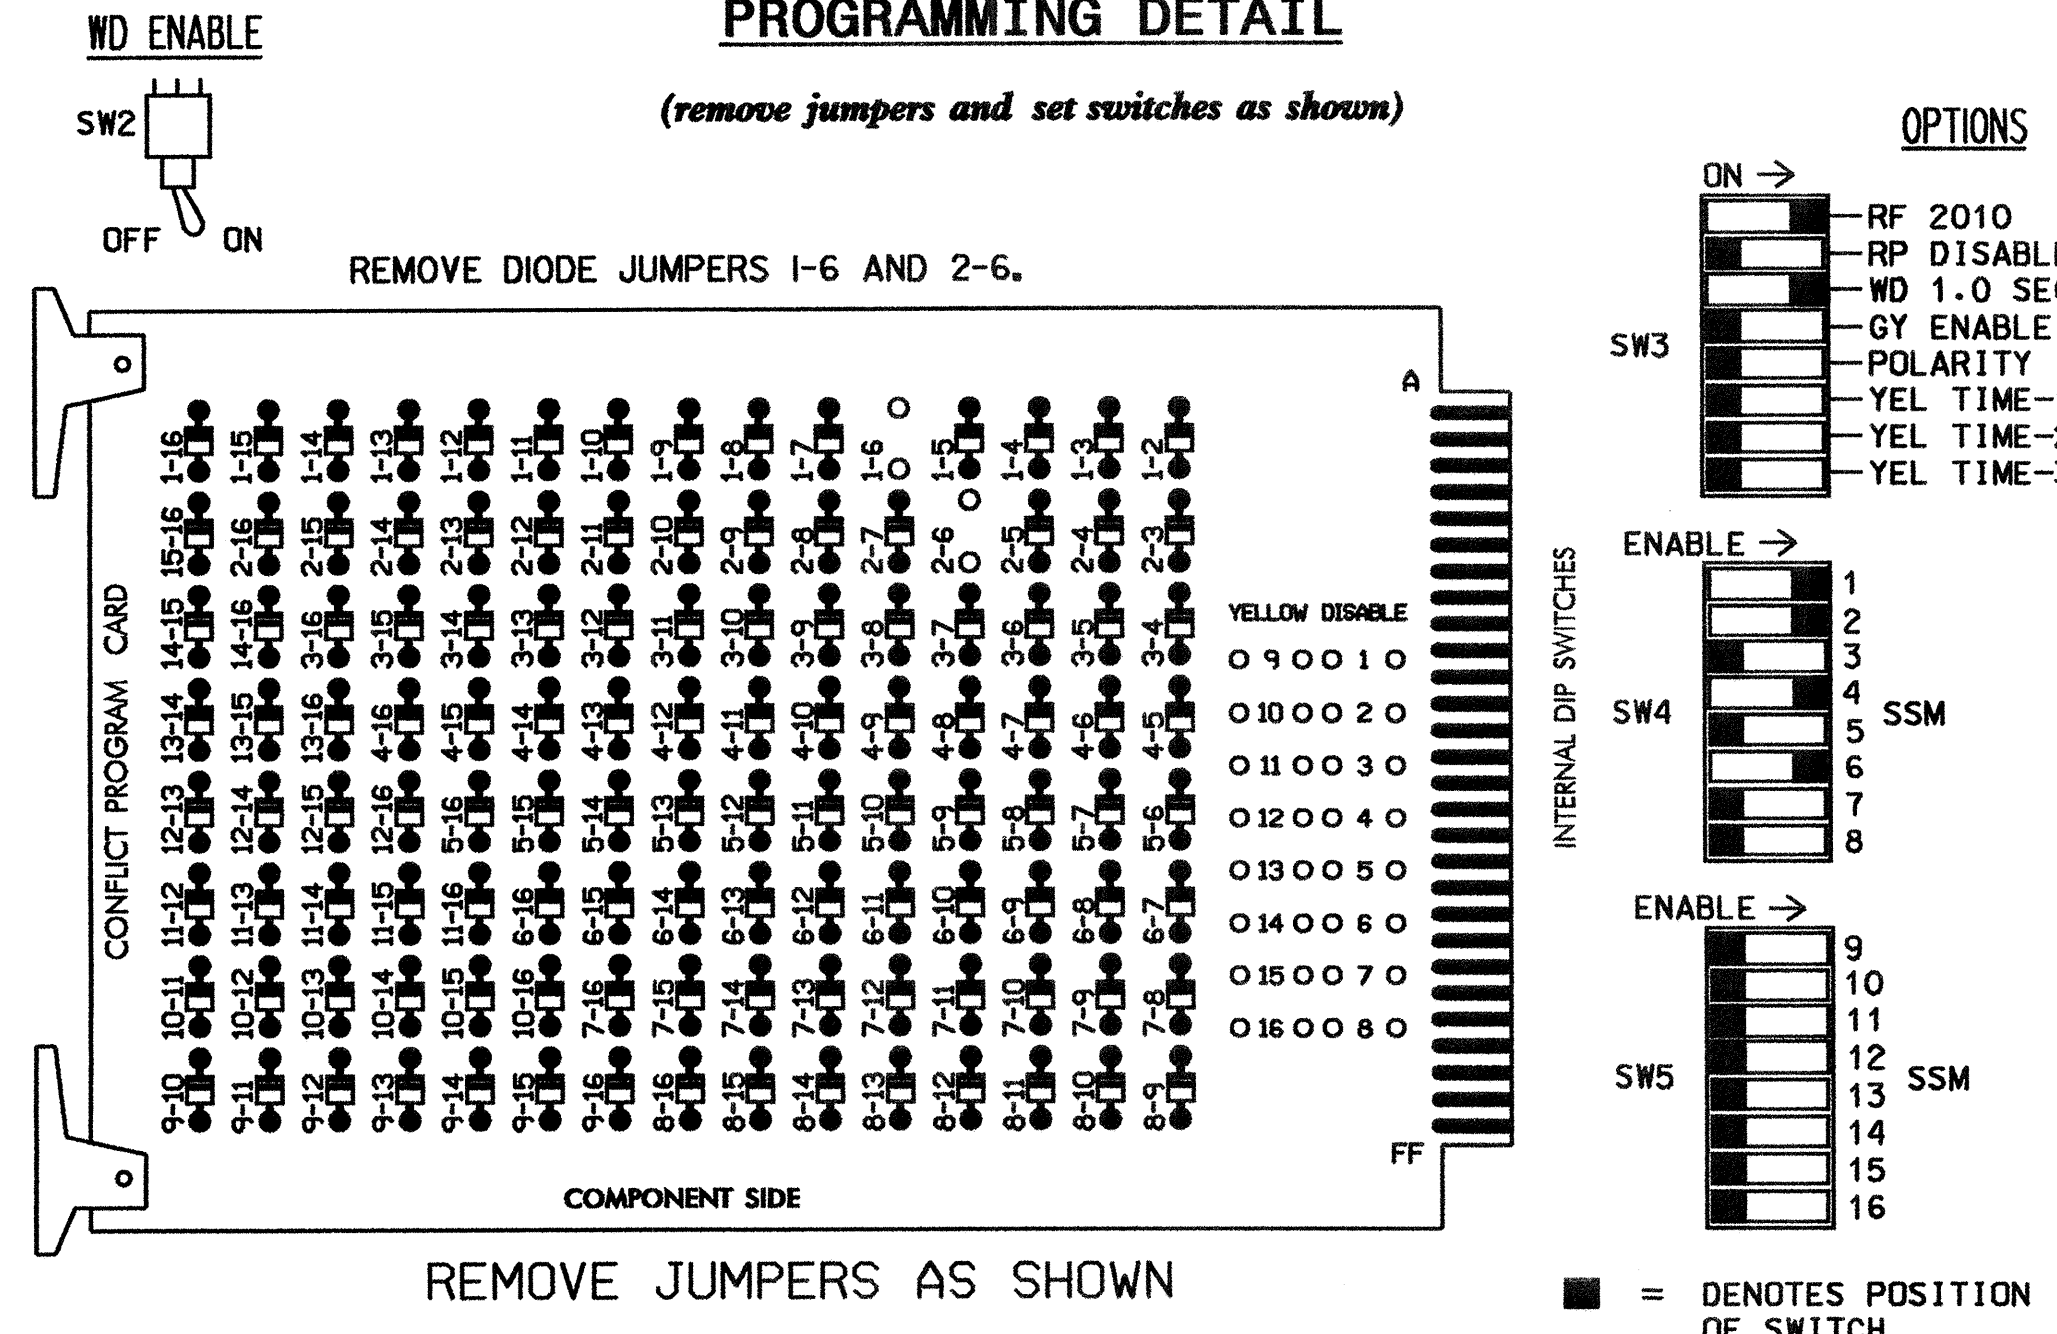 PROGRAMMING DETAIL
(remove jumpers and set switches as shown)
WD ENABLE
SW2
OFF ON
REMOVE DIODE JUMPERS 1-6 AND 2-6.
CONFLICT PROGRAM CARD
1-16 1-15 1-14 1-13 1-12 1-11 1-10 1-9 1-8 1-7 1-6 1-5 1-4 1-3 1-2
15-16 2-16 2-15 2-14 2-13 2-12 2-11 2-10 2-9 2-8 2-7 2-6 2-5 2-4 2-3
14-15 14-16 3-16 3-15 3-14 3-13 3-12 3-11 3-10 3-9 3-8 3-7 3-6 3-5 3-4
13-14 13-15 13-16 4-16 4-15 4-14 4-13 4-12 4-11 4-10 4-9 4-8 4-7 4-6 4-5
12-13 12-14 12-15 12-16 5-16 5-15 5-14 5-13 5-12 5-11 5-10 5-9 5-8 5-7 5-6
11-12 11-13 11-14 11-15 11-16 6-16 6-15 6-14 6-13 6-12 6-11 6-10 6-9 6-8 6-7
10-11 10-12 10-13 10-14 10-15 10-16 7-16 7-15 7-14 7-13 7-12 7-11 7-10 7-9 7-8
9-10 9-11 9-12 9-13 9-14 9-15 9-16 8-16 8-15 8-14 8-13 8-12 8-11 8-10 8-9
A
YELLOW DISABLE
9 1
10 2
11 3
12 4
13 5
14 6
15 7
16 8
FF
COMPONENT SIDE
REMOVE JUMPERS AS SHOWN
INTERNAL DIP SWITCHES
OPTIONS
ON →
SW3
RF 2010
RP DISABLE
WD 1.0 SEC
GY ENABLE
POLARITY
YEL TIME-
YEL TIME-2
YEL TIME-3
ENABLE →
SW4
1
2
3
4
5
6
7
8
SSM
ENABLE →
SW5
9
10
11
12
13
14
15
16
SSM
= DENOTES POSITION
OF SWITCH